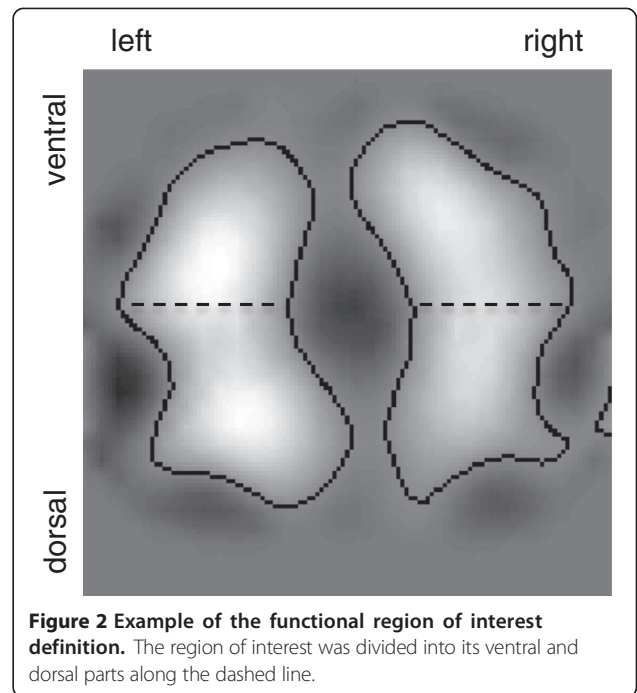 left
right
ventral
dorsal
Figure 2 Example of the functional region of interest
definition. The region of interest was divided into its ventral and
dorsal parts along the dashed line.